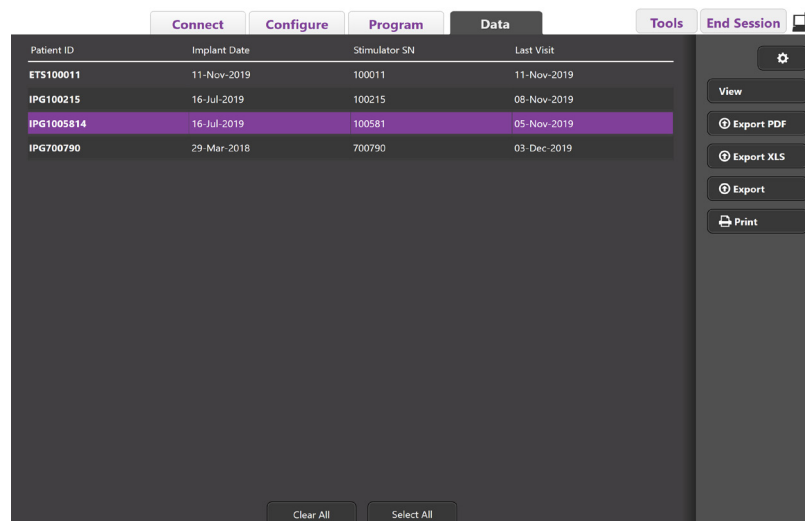 Connect Configure Program Data Tools End Session
Patient ID Implant Date Stimulator SN Last Visit
ETS100011 11-Nov-2019 100011 11-Nov-2019
IPG100215 16-Jul-2019 100215 08-Nov-2019
IPG1005814 16-Jul-2019 100581 05-Nov-2019
IPG700790 29-Mar-2018 700790 03-Dec-2019
View
Export PDF
Export XLS
Export
Print
Clear All Select All